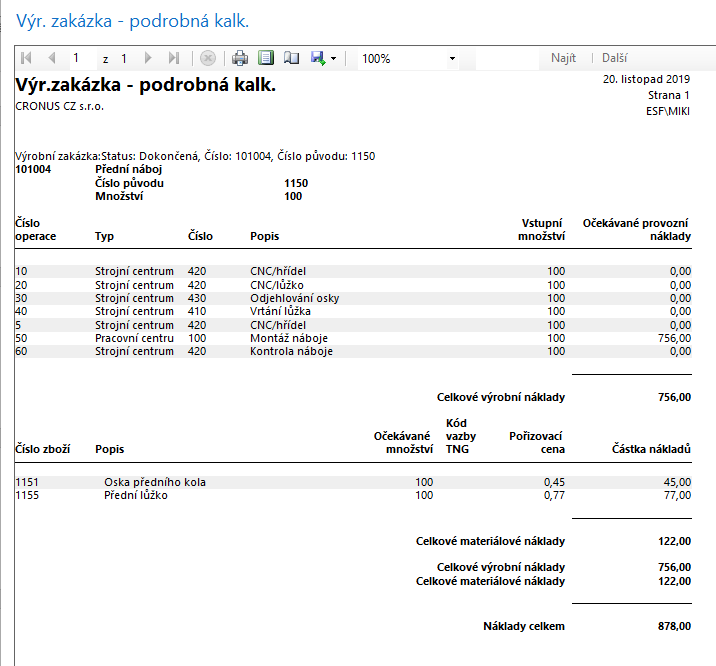 Výr. zakázka - podrobná kalk.
1 z 1 100% Najít Další
Výr.zakázka - podrobná kalk. 20. listopad 2019
CRONUS CZ s.r.o. Strana 1
ESF\MIKI
Výrobní zakázka:Status: Dokončená, Číslo: 101004, Číslo původu: 1150
101004 Přední náboj
Číslo původu 1150
Množství 100
Číslo operace Typ Číslo Popis Vstupní množství Očekávané provozní náklady
10 Strojní centrum 420 CNC/hřídel 100 0,00
20 Strojní centrum 420 CNC/lůžko 100 0,00
30 Strojní centrum 430 Odjehlování osky 100 0,00
40 Strojní centrum 410 Vrtání lůžka 100 0,00
5 Strojní centrum 420 CNC/hřídel 100 0,00
50 Pracovní centru 100 Montáž náboje 100 756,00
60 Strojní centrum 420 Kontrola náboje 100 0,00
Celkové výrobní náklady 756,00
Číslo zboží Popis Očekávané množství Kód vazby TNG Pořizovací cena Částka nákladů
1151 Oska předního kola 100 0,45 45,00
1155 Přední lůžko 100 0,77 77,00
Celkové materiálové náklady 122,00
Celkové výrobní náklady 756,00
Celkové materiálové náklady 122,00
Náklady celkem 878,00